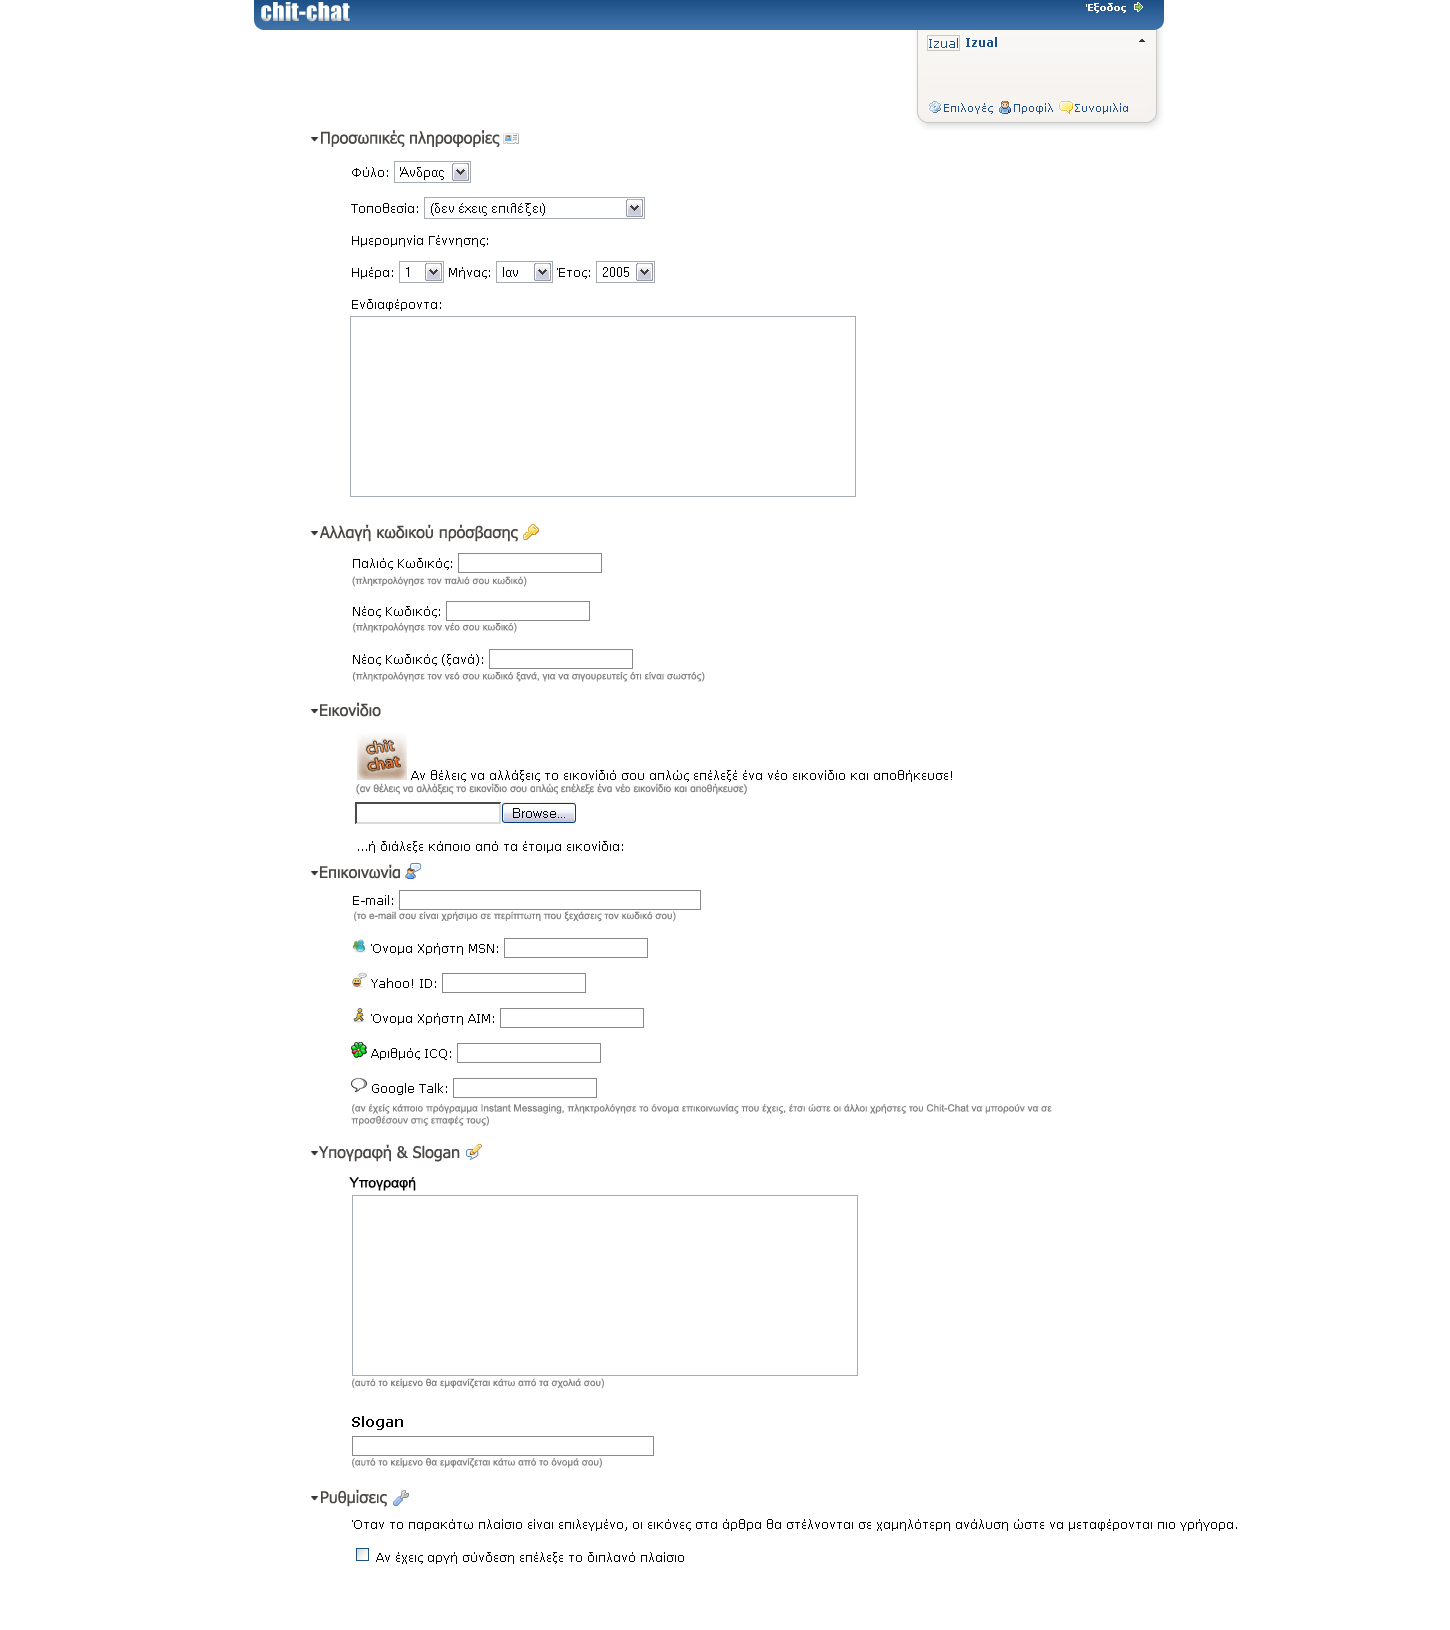 chit-chat
Έξοδος
Izual Izual
Επιλογές Προφίλ Συνομιλία
Προσωπικές πληροφορίες
Φύλο: Άνδρας
Τοποθεσία: (δεν έχεις επιλέξει)
Ημερομηνία Γέννησης:
Ημέρα: 1 Μήνας: Ιαν Έτος: 2005
Ενδιαφέροντα:
Αλλαγή κωδικού πρόσβασης
Παλιός Κωδικός:
(πληκτρολόγησε τον παλιό σου κωδικό)
Νέος Κωδικός:
(πληκτρολόγησε τον νέο σου κωδικό)
Νέος Κωδικός (ξανά):
(πληκτρολόγησε τον νεό σου κωδικό ξανά, για να σιγουρευτείς ότι είναι σωστός)
Εικονίδιο
chit
chat
Αν θέλεις να αλλάξεις το εικονίδιό σου απλώς επέλεξέ ένα νέο εικονίδιο και αποθήκευσε!
(αν θέλεις να αλλάξεις το εικονίδιο σου απλώς επέλεξε ένα νέο εικονίδιο και αποθήκευσε)
Browse...
...ή διάλεξε κάποιο από τα έτοιμα εικονίδια:
Επικοινωνία
E-mail:
(το e-mail σου είναι χρήσιμο σε περίπτωτη που ξεχάσεις τον κωδικό σου)
Όνομα Χρήστη MSN:
Yahoo! ID:
Όνομα Χρήστη AIM:
Αριθμός ICQ:
Google Talk:
(αν έχείς κάποιο πρόγραμμα Instant Messaging, πληκτρολόγησε το όνομα επικοινωνίας που έχεις, έτσι ώστε οι άλλοι χρήστες του Chit-Chat να μπορούν να σε
προσθέσουν στις επαφές τους)
Υπογραφή & Slogan
Υπογραφή
(αυτό το κείμενο θα εμφανίζεται κάτω από τα σχολιά σου)
Slogan
(αυτό το κείμενο θα εμφανίζεται κάτω από το όνομά σου)
Ρυθμίσεις
Όταν το παρακάτω πλαίσιο είναι επιλεγμένο, οι εικόνες στα άρθρα θα στέλνονται σε χαμηλότερη ανάλυση ώστε να μεταφέρονται πιο γρήγορα.
Αν έχεις αργή σύνδεση επέλεξε το διπλανό πλαίσιο